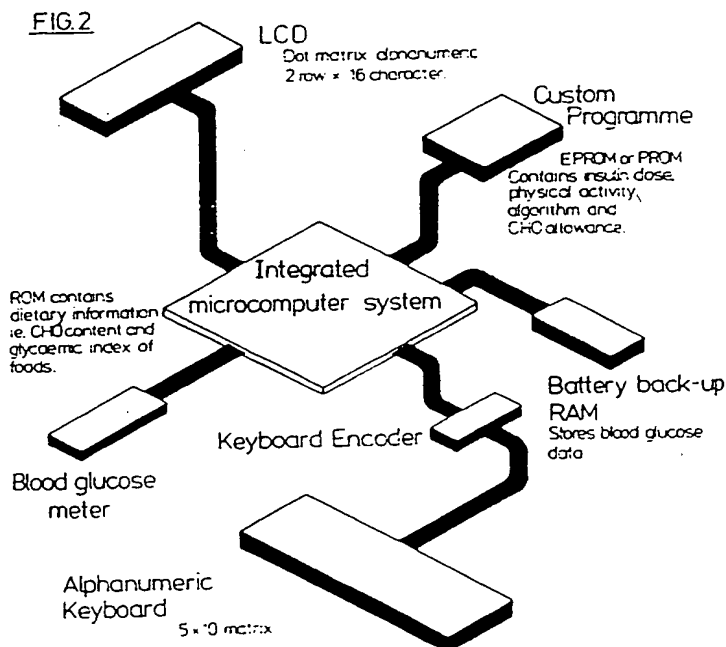 FIG.2
LCD
Dot matrix alphanumeric
2 row × 16 character.
Custom
Programme
EPROM or PROM
Contains insulin dose,
physical activity,
algorithm and
CHO allowance.
Integrated
microcomputer system
ROM contains
dietary information
ie. CHO content and
glycaemic index of
foods.
Battery back-up
RAM
Stores blood glucose
data
Keyboard Encoder
Blood glucose
meter
Alphanumeric
Keyboard
5 × 10 matrix